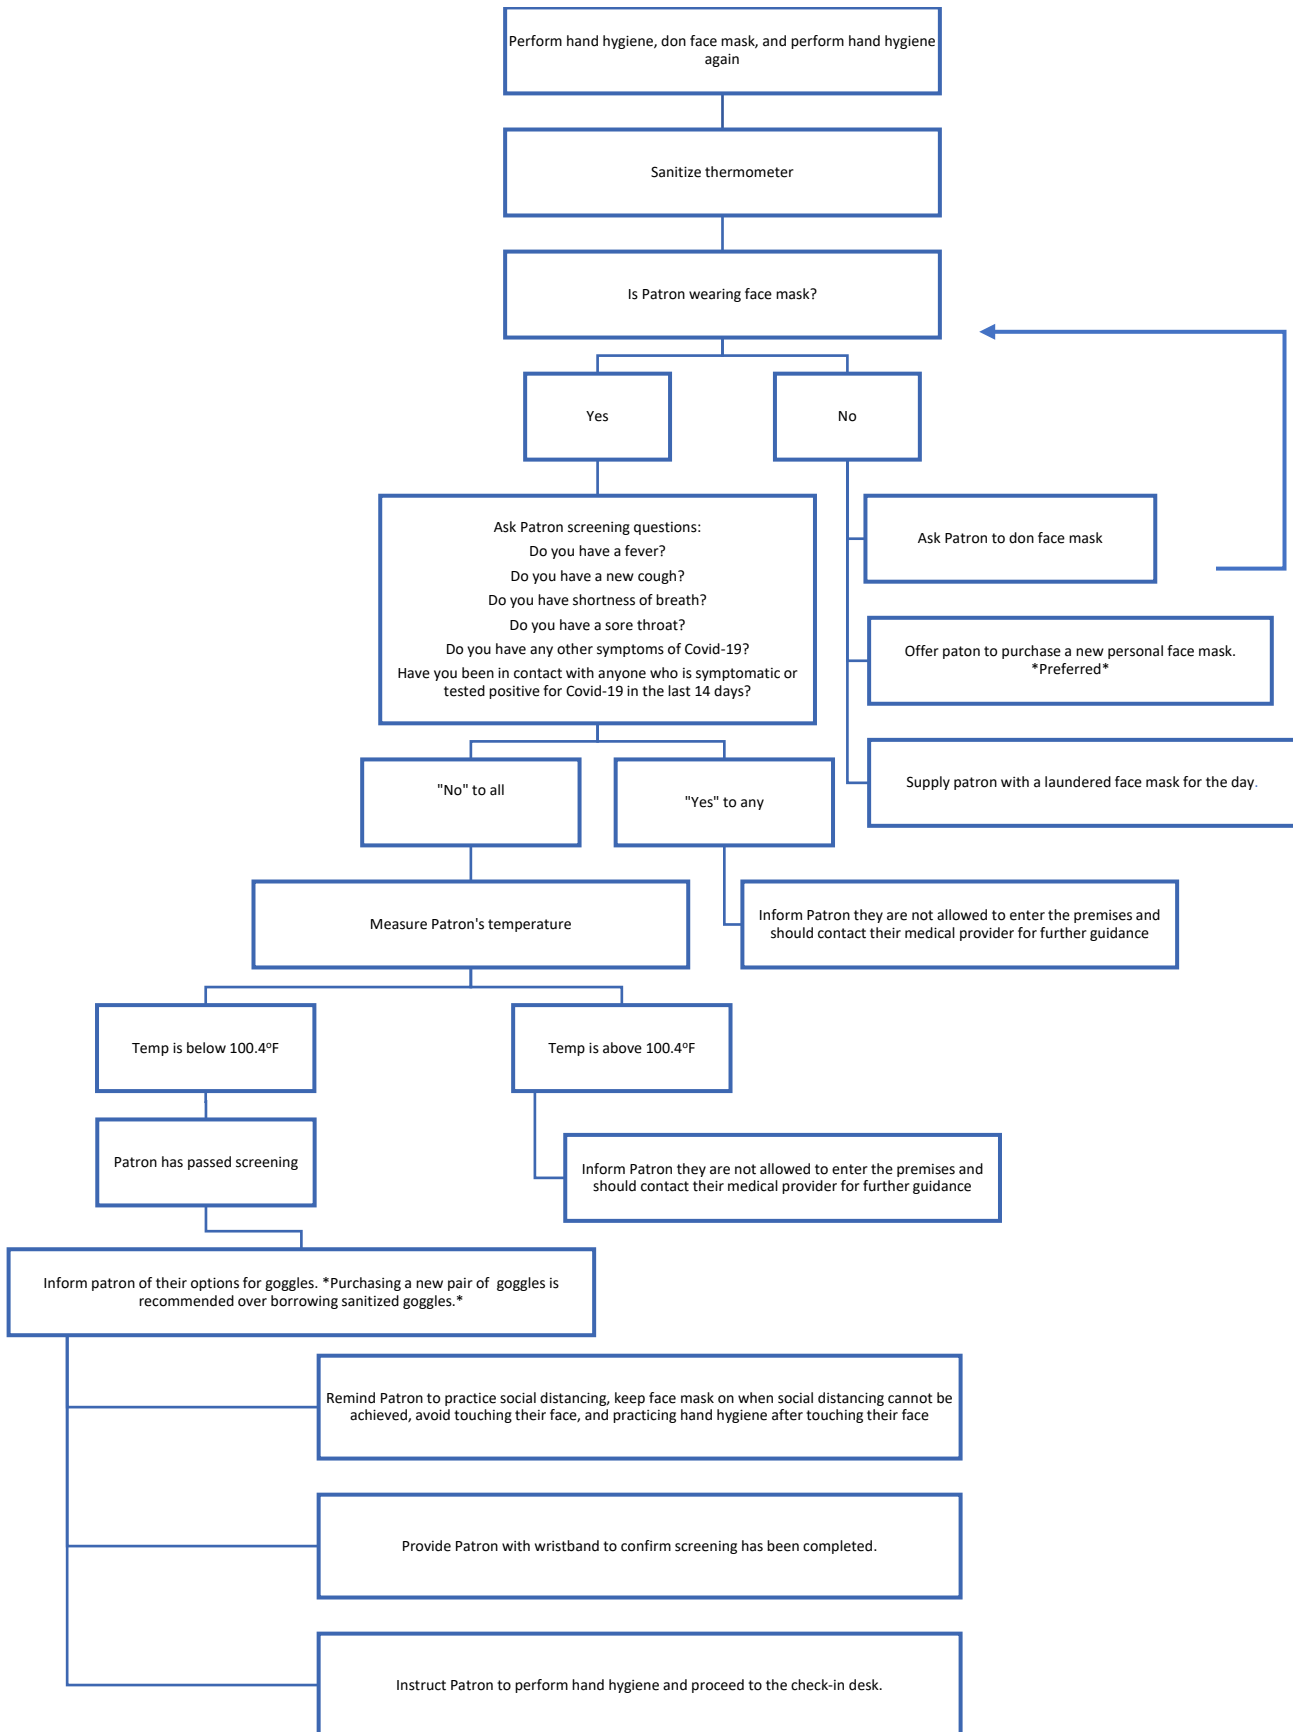 Perform hand hygiene, don face mask, and perform hand hygiene
again
Sanitize thermometer
Is Patron wearing face mask?
Yes
No
Ask Patron screening questions:
Do you have a fever?
Do you have a new cough?
Do you have shortness of breath?
Do you have a sore throat?
Do you have any other symptoms of Covid-19?
Have you been in contact with anyone who is symptomatic or
tested positive for Covid-19 in the last 14 days?
Ask Patron to don face mask
Offer paton to purchase a new personal face mask.
*Preferred*
Supply patron with a laundered face mask for the day.
"No" to all
"Yes" to any
Measure Patron's temperature
Inform Patron they are not allowed to enter the premises and
should contact their medical provider for further guidance
Temp is below 100.4ºF
Temp is above 100.4ºF
Patron has passed screening
Inform Patron they are not allowed to enter the premises and
should contact their medical provider for further guidance
Inform patron of their options for goggles. *Purchasing a new pair of goggles is
recommended over borrowing sanitized goggles.*
Remind Patron to practice social distancing, keep face mask on when social distancing cannot be
achieved, avoid touching their face, and practicing hand hygiene after touching their face
Provide Patron with wristband to confirm screening has been completed.
Instruct Patron to perform hand hygiene and proceed to the check-in desk.